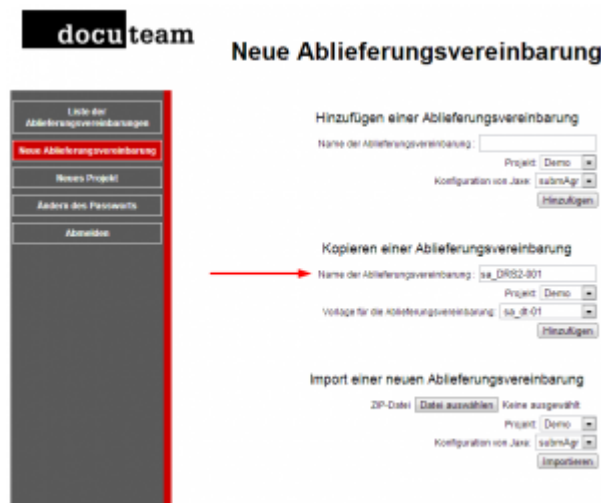 docuteam
Neue Ablieferungsvereinbarung
Liste der
Ablieferungsvereinbarungen
Neue Ablieferungsvereinbarung
Neues Projekt
Ändern des Passworts
Abmelden
Hinzufügen einer Ablieferungsvereinbarung
Name der Ablieferungsvereinbarung:
Projekt: Demo
Konfiguration von Jaxe: submAgr
Hinzufügen
Kopieren einer Ablieferungsvereinbarung
Name der Ablieferungsvereinbarung: sa_DRS2-001
Projekt: Demo
Vorlage für die Ablieferungsvereinbarung: sa_dt-01
Hinzufügen
Import einer neuen Ablieferungsvereinbarung
ZIP-Datei: Datei auswählen Keine ausgewählt
Projekt: Demo
Konfiguration von Jaxe: submAgr
Importieren